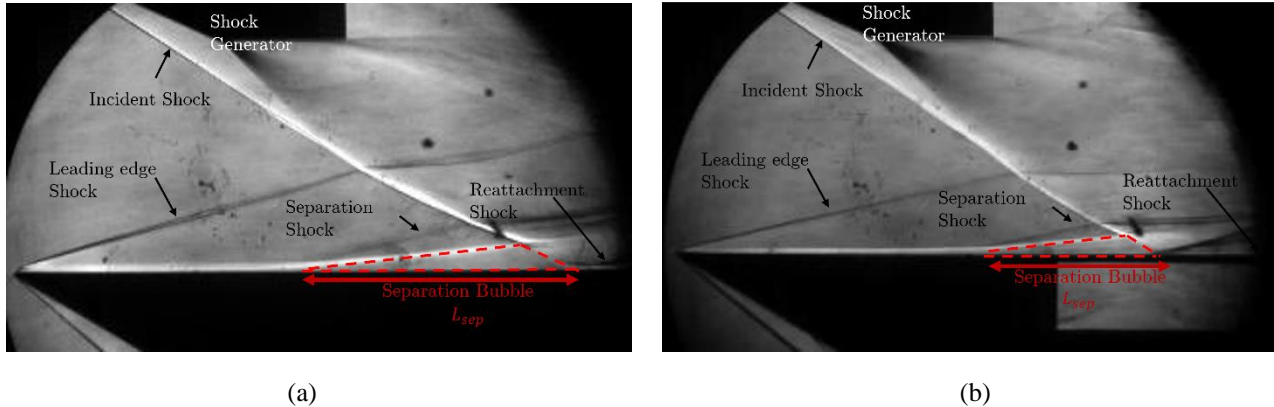 Shock
Generator
Incident Shock
Leading edge
Shock
Separation
Shock
Reattachment
Shock
Separation Bubble
L_sep
(a)
Shock
Generator
Incident Shock
Leading edge
Shock
Separation
Shock
Reattachment
Shock
Separation Bubble
L_sep
(b)